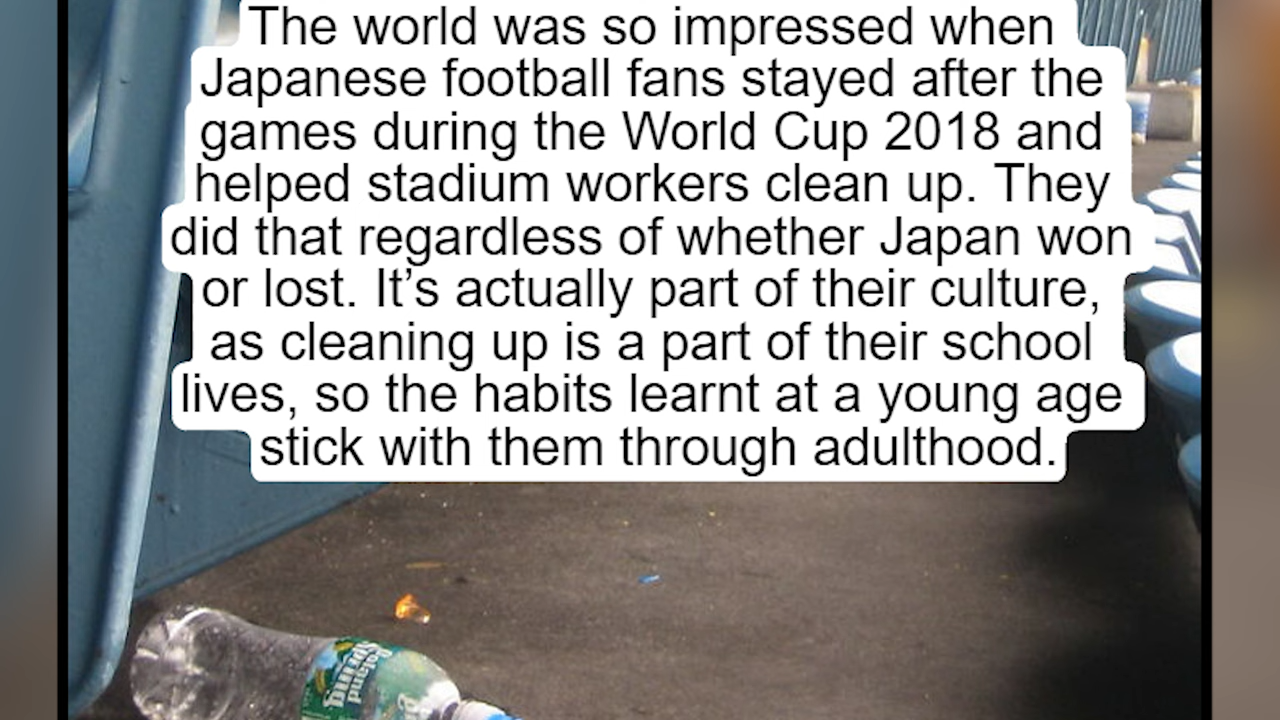 The world was so impressed when
Japanese football fans stayed after the
games during the World Cup 2018 and
helped stadium workers clean up. They
did that regardless of whether Japan won
or lost. It’s actually part of their culture,
as cleaning up is a part of their school
lives, so the habits learnt at a young age
stick with them through adulthood.
Poland
Spring